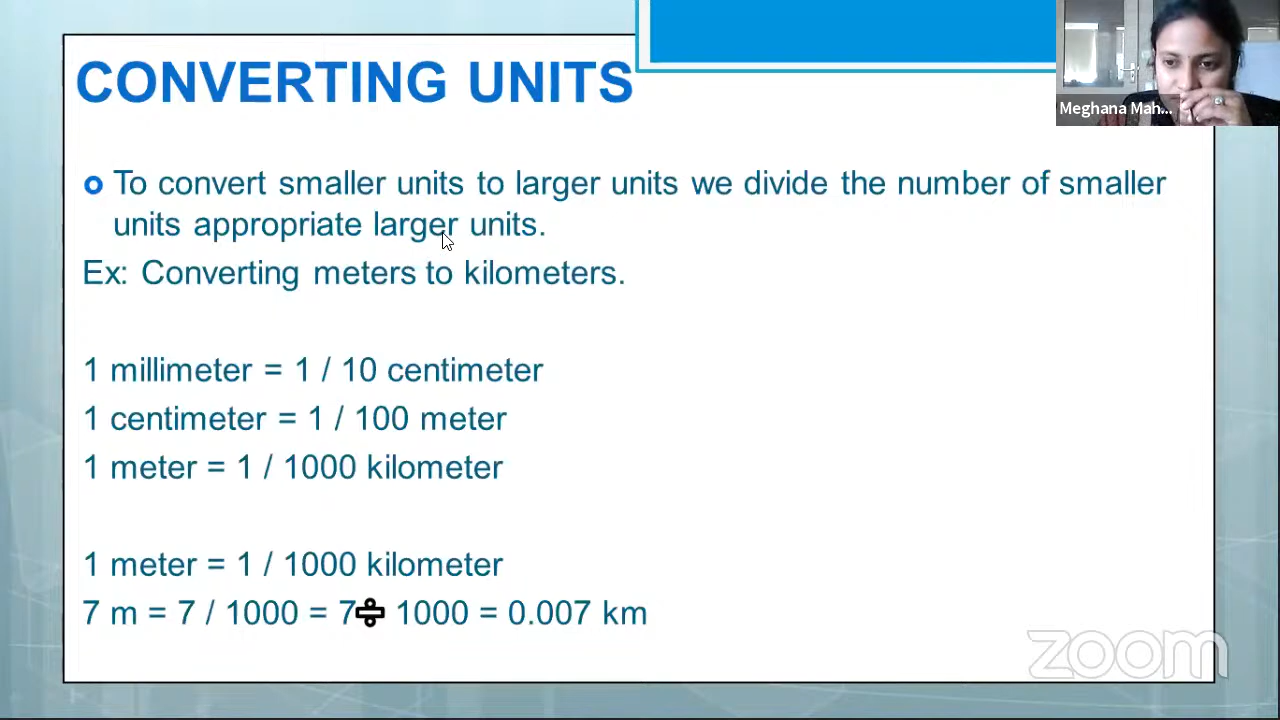 CONVERTING UNITS
Meghana Mah...
To convert smaller units to larger units we divide the number of smaller
units appropriate larger units.
Ex: Converting meters to kilometers.
1 millimeter = 1 / 10 centimeter
1 centimeter = 1 / 100 meter
1 meter = 1 / 1000 kilometer
1 meter = 1 / 1000 kilometer
7 m = 7 / 1000 = 7 ÷ 1000 = 0.007 km
zoom